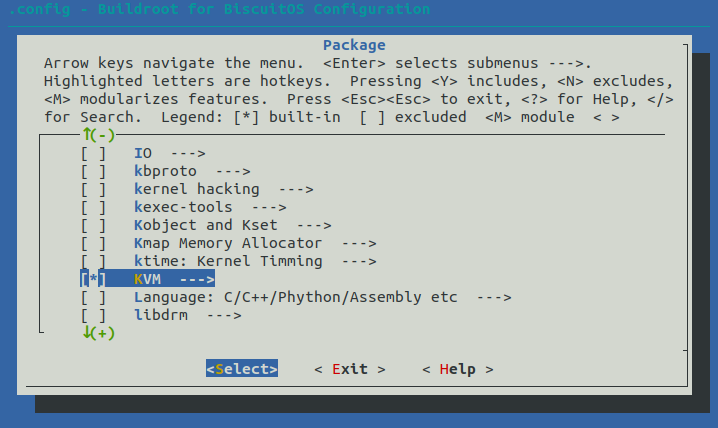 .config - Buildroot for BiscuitOS Configuration
Package
Arrow keys navigate the menu.  <Enter> selects submenus --->.
Highlighted letters are hotkeys.  Pressing <Y> includes, <N> excludes,
<M> modularizes features.  Press <Esc><Esc> to exit, <?> for Help, </>
for Search.  Legend: [*] built-in  [ ] excluded  <M> module  < >
↑(-)
[ ]   IO  --->
[ ]   kbproto  --->
[ ]   kernel hacking  --->
[ ]   kexec-tools  --->
[ ]   Kobject and Kset  --->
[ ]   Kmap Memory Allocator  --->
[ ]   ktime: Kernel Timming  --->
[*]   KVM  --->
[ ]   Language: C/C++/Phython/Assembly etc  --->
[ ]   libdrm  --->
↓(+)
<Select>    < Exit >    < Help >